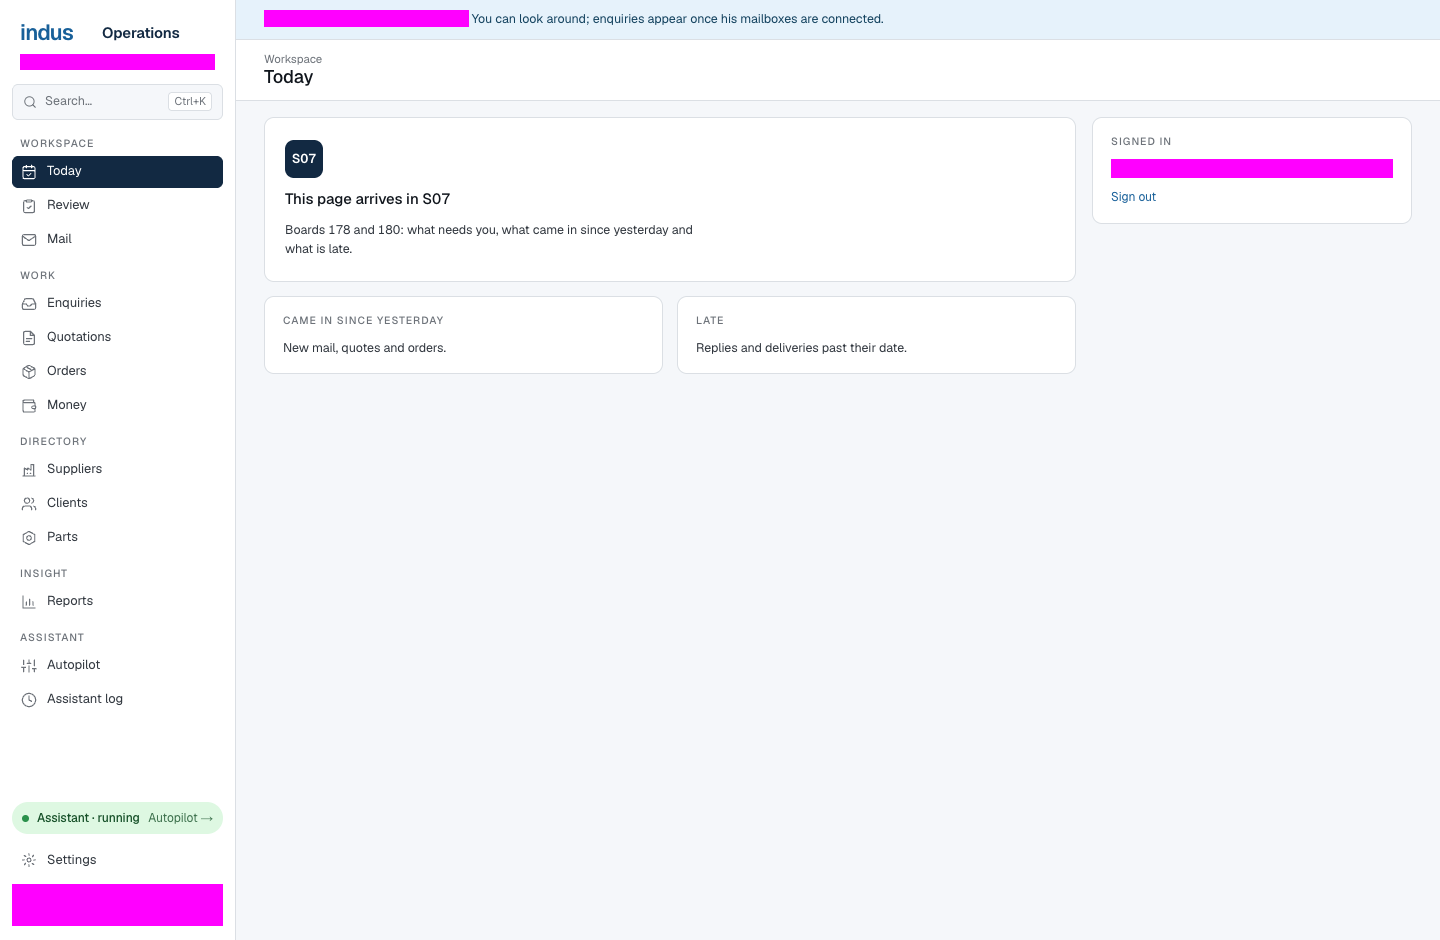 indus Operations
Search... Ctrl+K
WORKSPACE
Today
Review
Mail
WORK
Enquiries
Quotations
Orders
Money
DIRECTORY
Suppliers
Clients
Parts
INSIGHT
Reports
ASSISTANT
Autopilot
Assistant log
Assistant · running Autopilot →
Settings
You can look around; enquiries appear once his mailboxes are connected.
Workspace
Today
S07
This page arrives in S07
Boards 178 and 180: what needs you, what came in since yesterday and
what is late.
CAME IN SINCE YESTERDAY
New mail, quotes and orders.
LATE
Replies and deliveries past their date.
SIGNED IN
Sign out